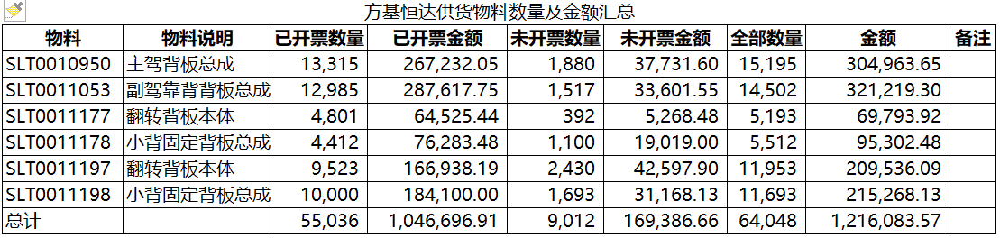 方基恒达供货物料数量及金额汇总
物料 物料说明 已开票数量 已开票金额 未开票数量 未开票金额 全部数量 金额 备注
SLT0010950 主驾背板总成 13,315 267,232.05 1,880 37,731.60 15,195 304,963.65
SLT0011053 副驾靠背背板总成 12,985 287,617.75 1,517 33,601.55 14,502 321,219.30
SLT0011177 翻转背板本体 4,801 64,525.44 392 5,268.48 5,193 69,793.92
SLT0011178 小背固定背板总成 4,412 76,283.48 1,100 19,019.00 5,512 95,302.48
SLT0011197 翻转背板本体 9,523 166,938.19 2,430 42,597.90 11,953 209,536.09
SLT0011198 小背固定背板总成 10,000 184,100.00 1,693 31,168.13 11,693 215,268.13
总计 55,036 1,046,696.91 9,012 169,386.66 64,048 1,216,083.57